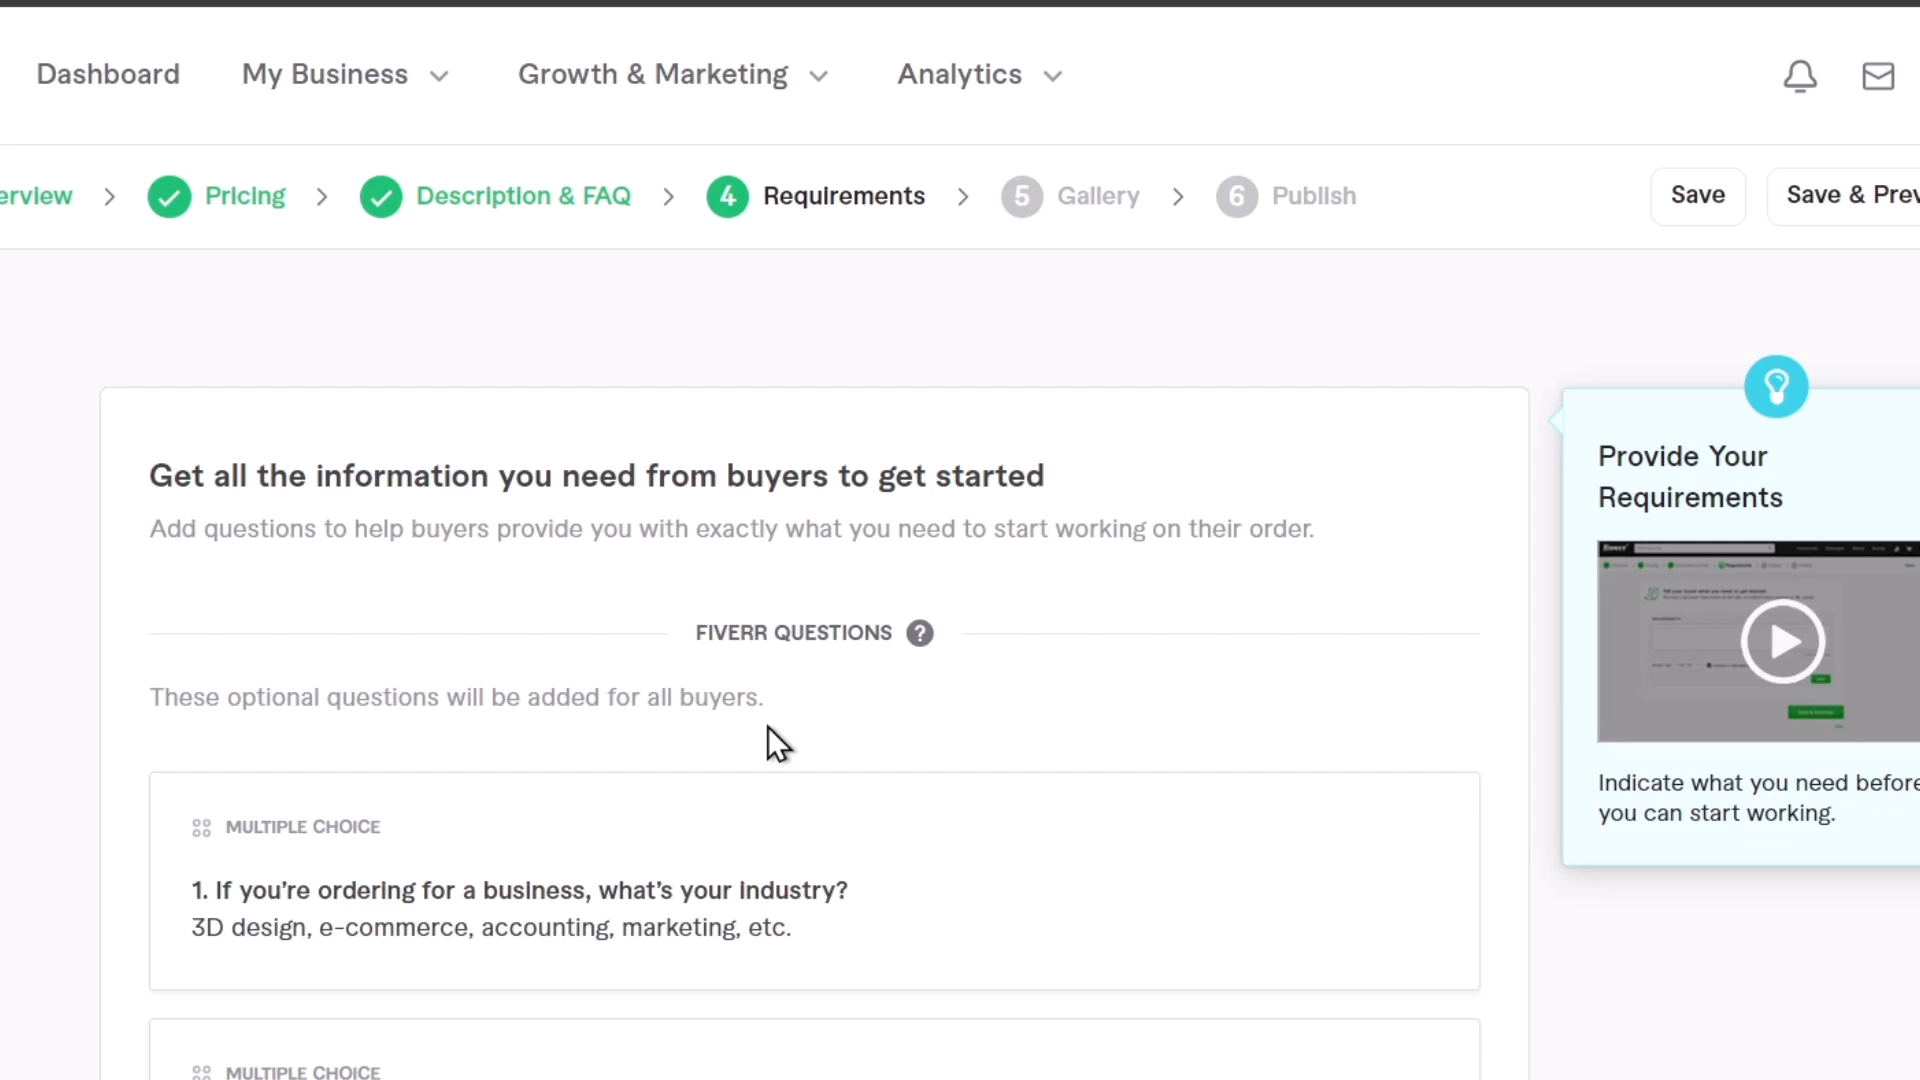 Dashboard My Business Growth & Marketing Analytics
erview Pricing Description & FAQ 4 Requirements 5 Gallery 6 Publish Save Save & Prev
Get all the information you need from buyers to get started
Add questions to help buyers provide you with exactly what you need to start working on their order.
FIVERR QUESTIONS ?
These optional questions will be added for all buyers.
MULTIPLE CHOICE
1. If you’re ordering for a business, what’s your industry?
3D design, e-commerce, accounting, marketing, etc.
MULTIPLE CHOICE
Provide Your
Requirements
fiverr
Indicate what you need before
you can start working.